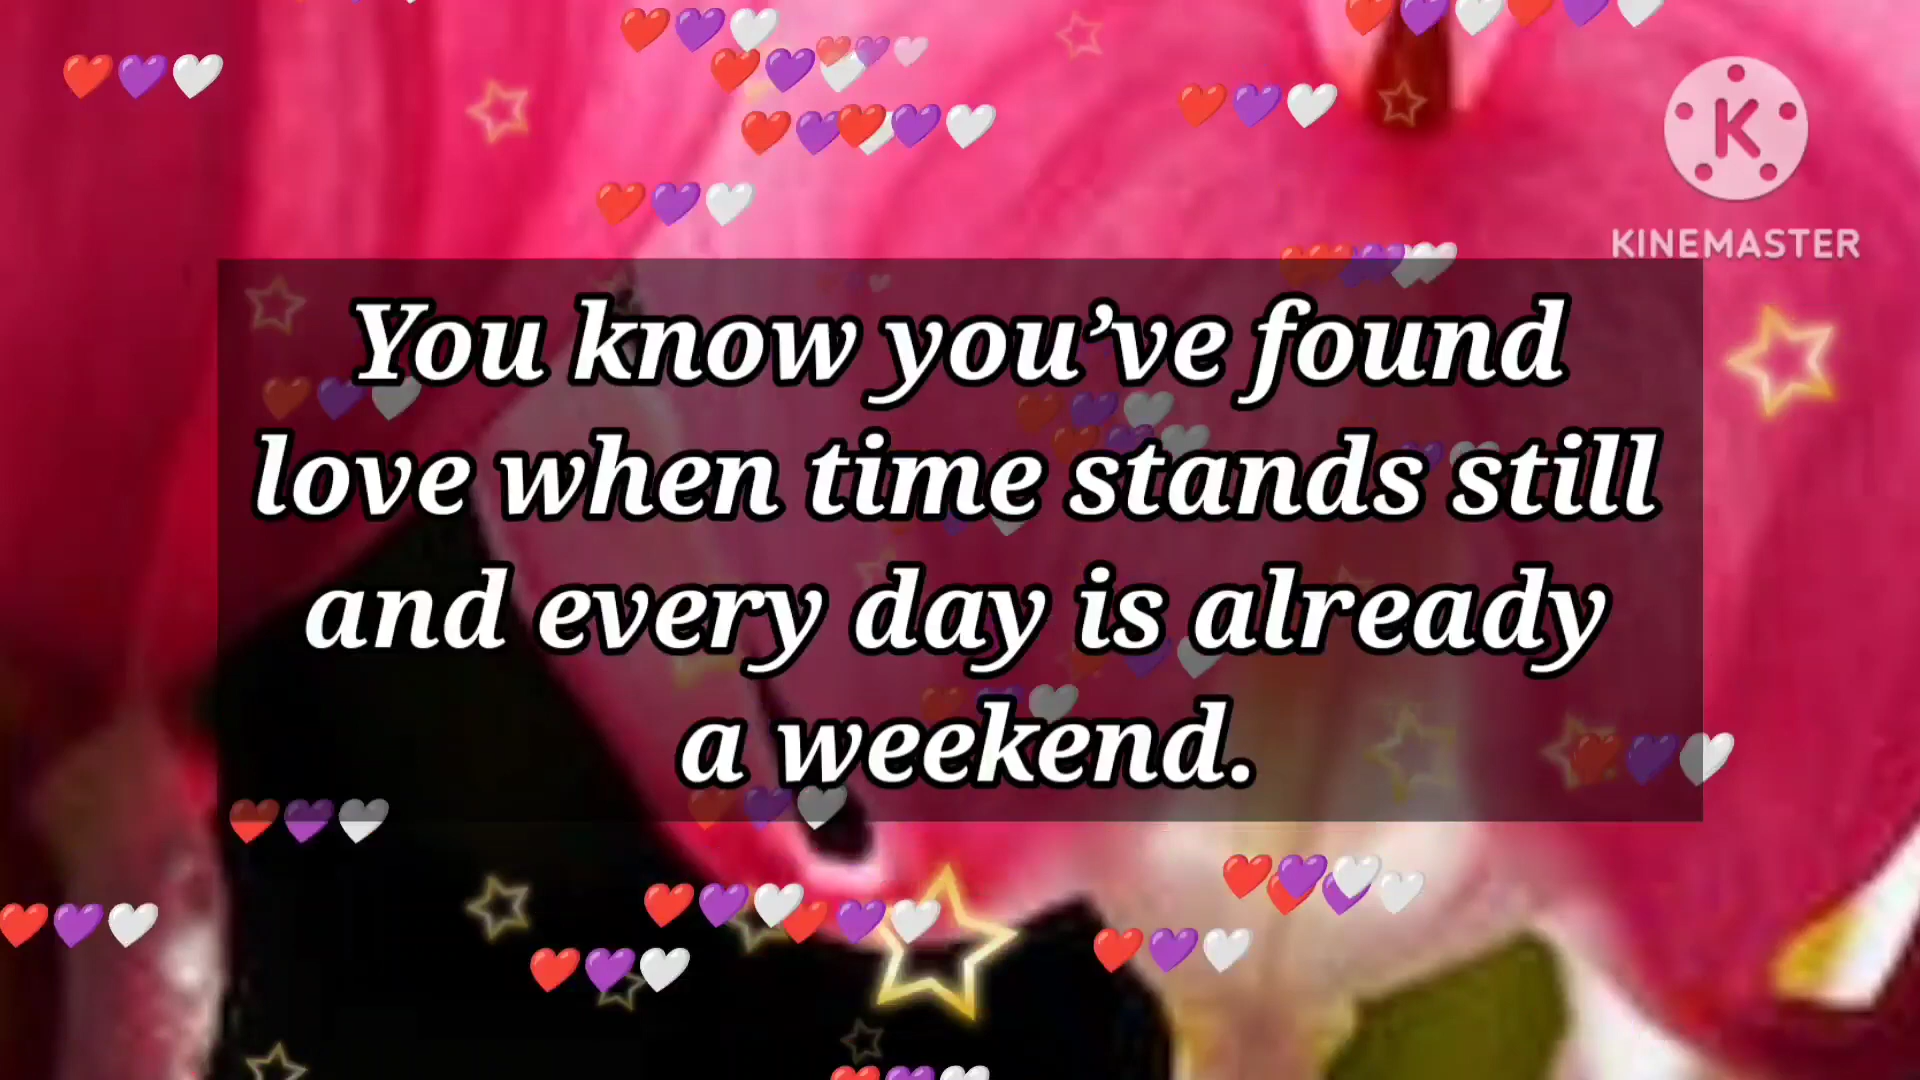 K
KINEMASTER
You know you’ve found
love when time stands still
and every day is already
a weekend.